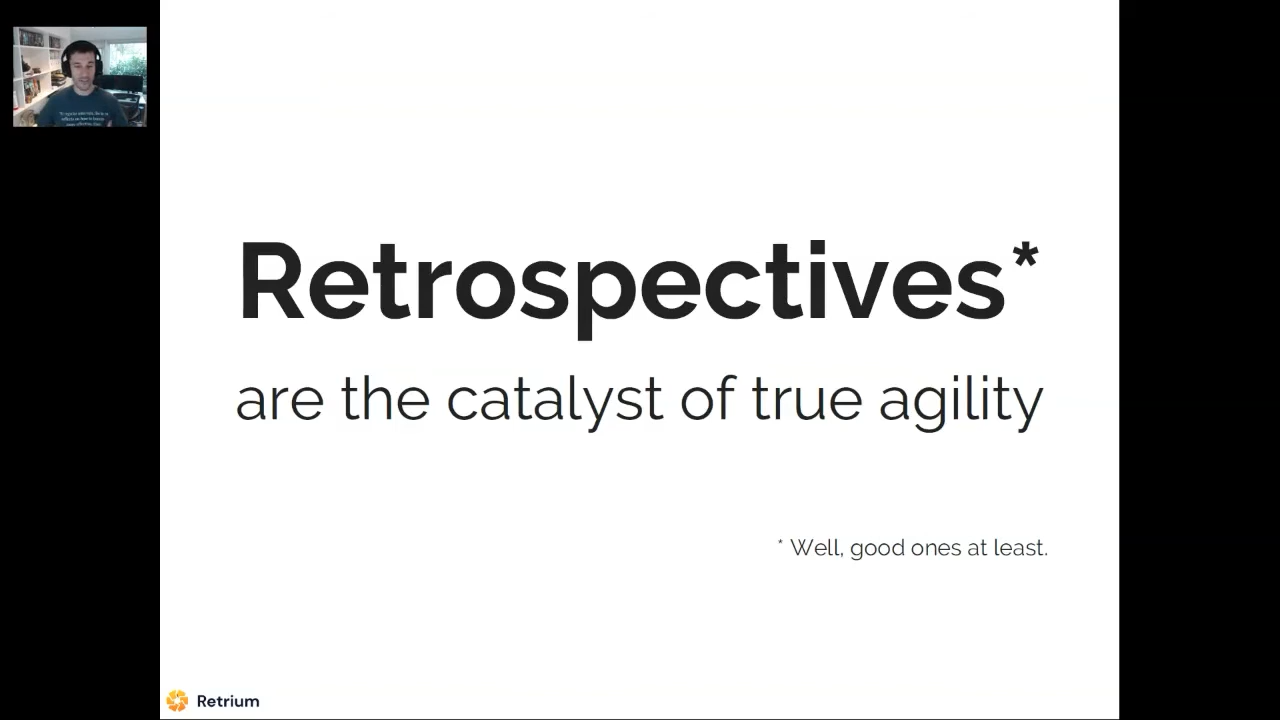 Retrospectives*
are the catalyst of true agility
* Well, good ones at least.
Retrium